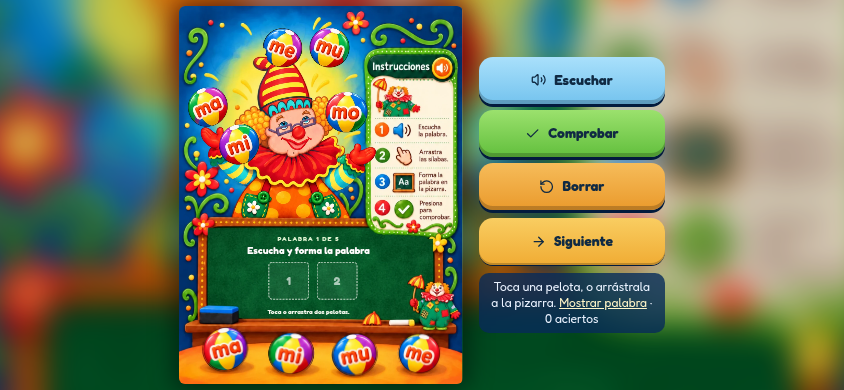 me
mu
ma
mo
mi
Instrucciones
1
Escucha
la palabra.
2
Arrastra
las sílabas.
3
Aa
Forma la
palabra en
la pizarra.
4
Presiona
para
comprobar.
PALABRA 1 DE 5
Escucha y forma la palabra
1
2
Toca o arrastra dos pelotas.
ma
mi
mu
me
Escuchar
Comprobar
Borrar
Siguiente
Toca una pelota, o arrástrala
a la pizarra. Mostrar palabra ·
0 aciertos